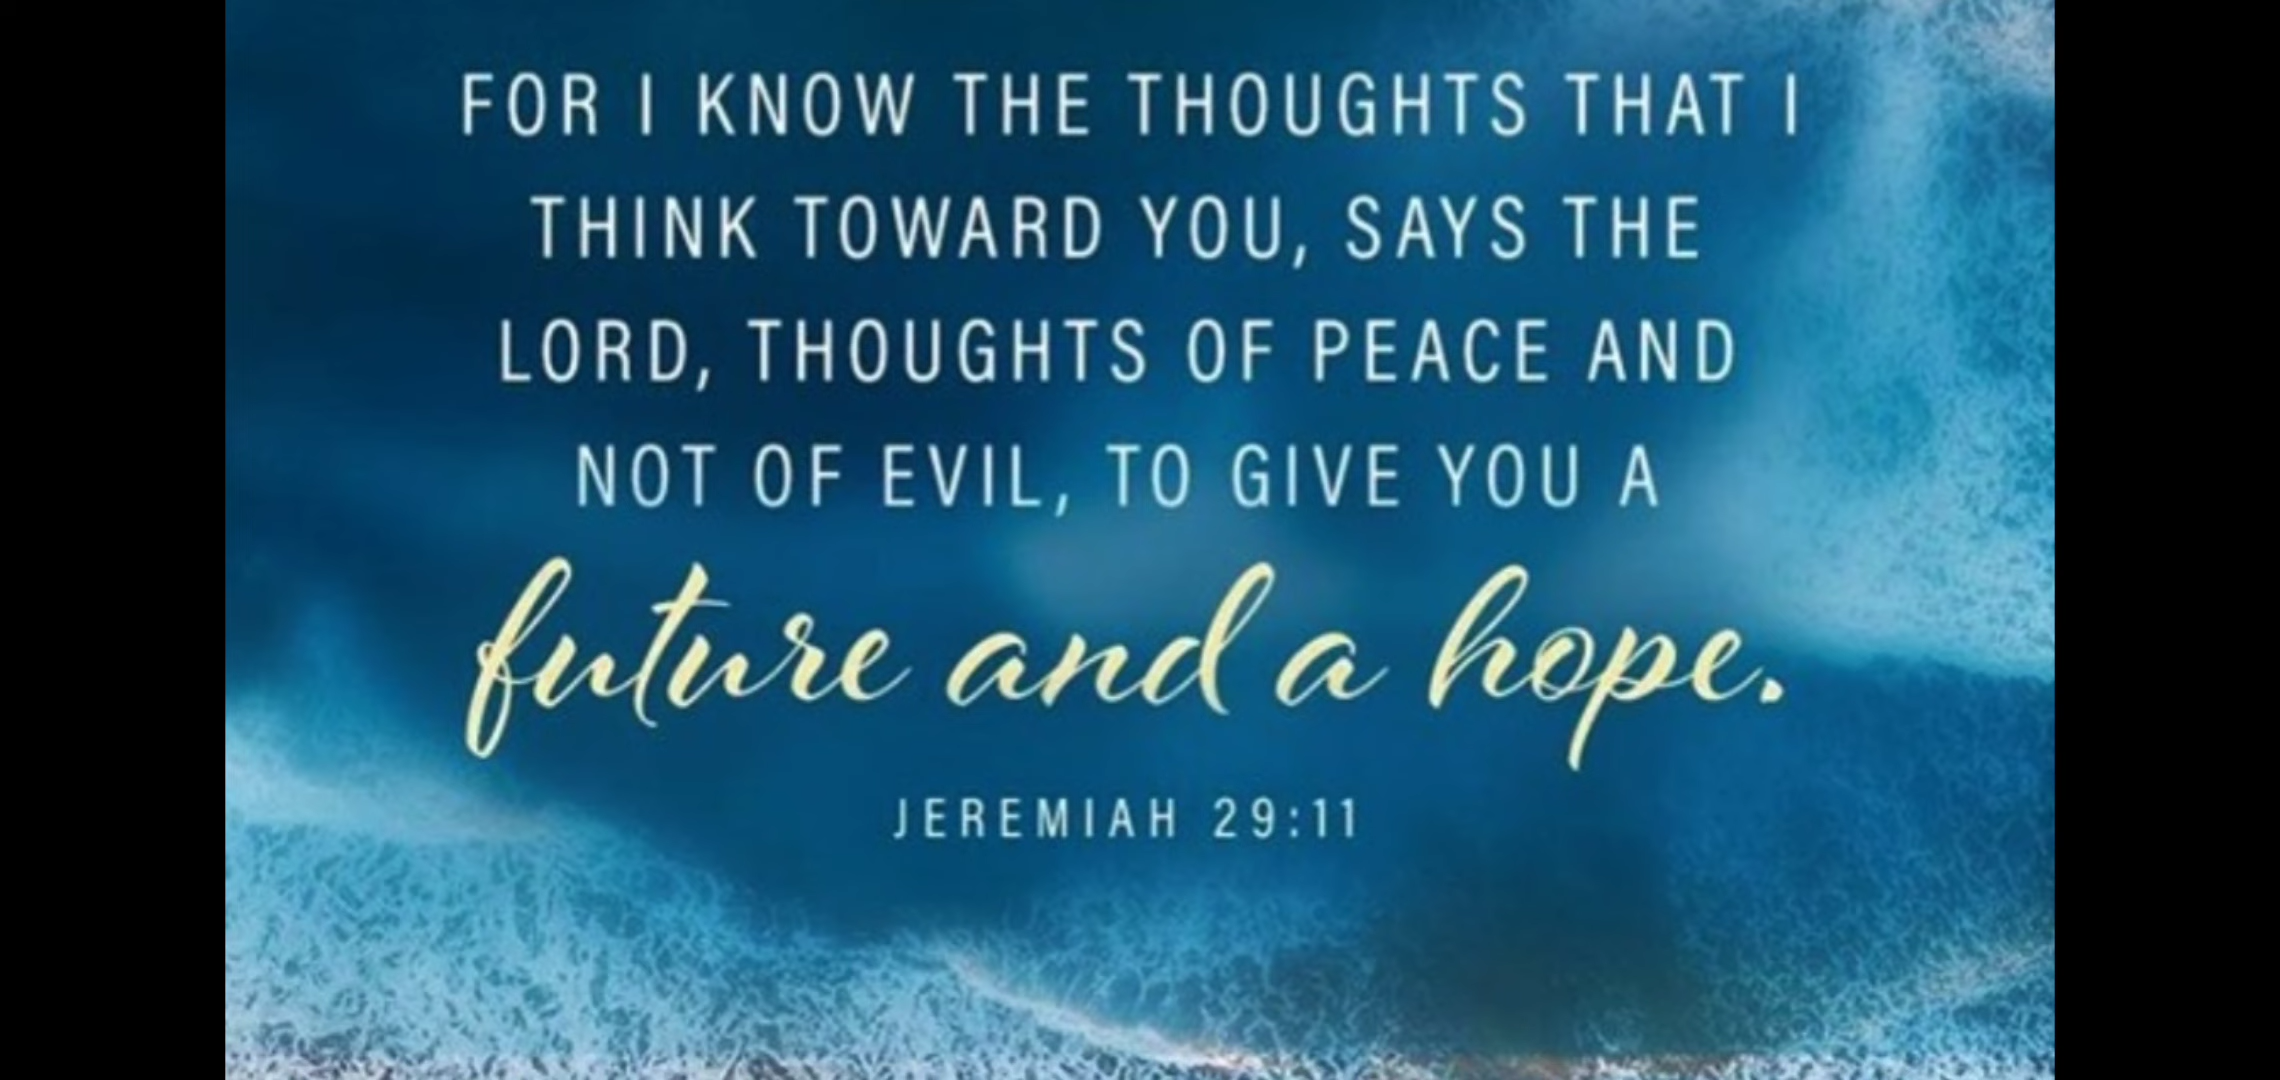 FOR I KNOW THE THOUGHTS THAT I
THINK TOWARD YOU, SAYS THE
LORD, THOUGHTS OF PEACE AND
NOT OF EVIL, TO GIVE YOU A
future and a hope.
JEREMIAH 29:11